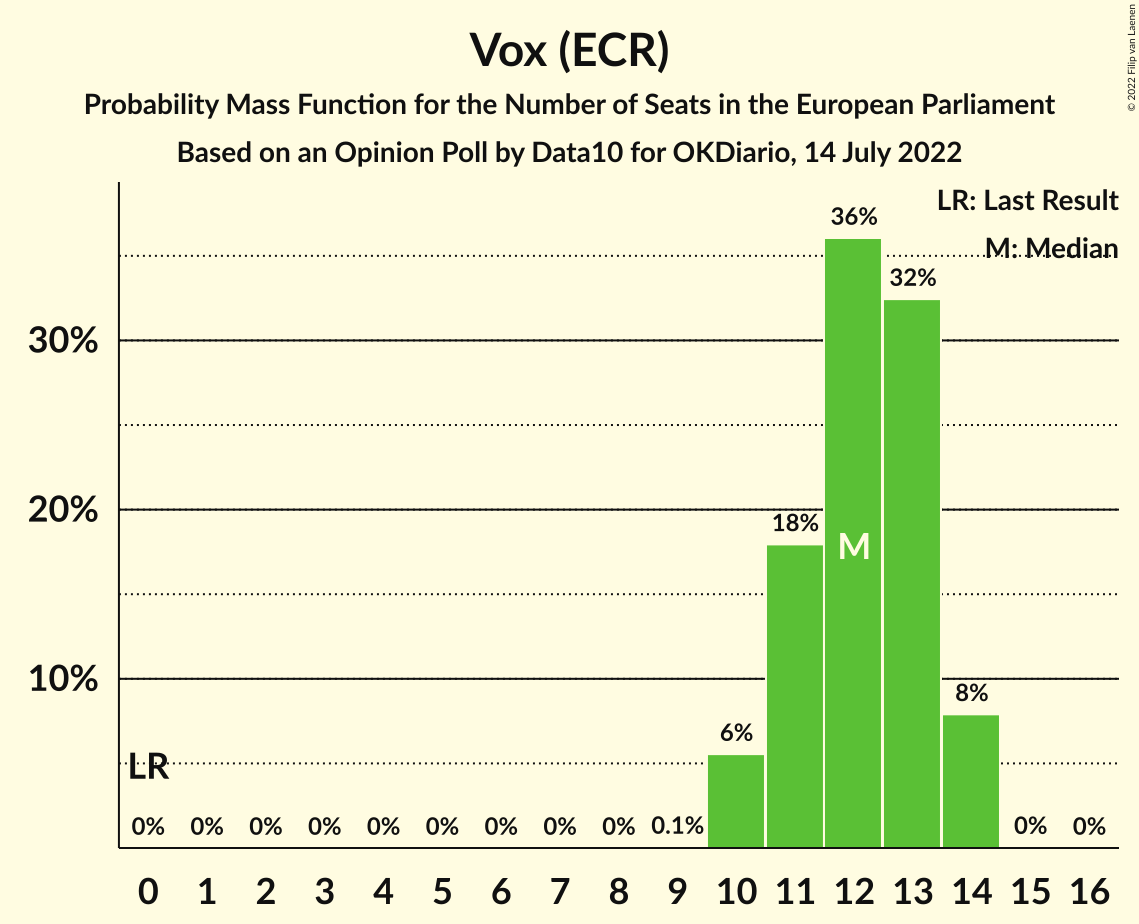 Vox (ECR)
Probability Mass Function for the Number of Seats in the European Parliament
Based on an Opinion Poll by Data10 for OKDiario, 14 July 2022
© 2022 Filip van Laenen
LR: Last Result
M: Median
36%
32%
30%
20%
18%
M
10%
8%
6%
LR
0% 0% 0% 0% 0% 0% 0% 0% 0% 0.1% 0% 0%
0 1 2 3 4 5 6 7 8 9 10 11 12 13 14 15 16